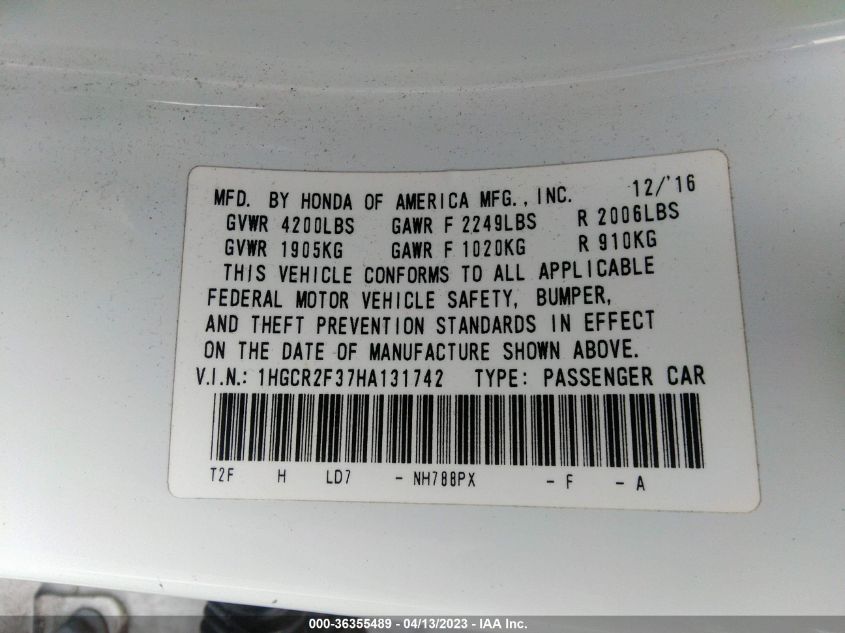 MFD. BY HONDA OF AMERICA MFG., INC. 12/'16
GVWR 4200LBS GAWR F 2249LBS R 2006LBS
GVWR 1905KG GAWR F 1020KG R 910KG
THIS VEHICLE CONFORMS TO ALL APPLICABLE
FEDERAL MOTOR VEHICLE SAFETY, BUMPER,
AND THEFT PREVENTION STANDARDS IN EFFECT
ON THE DATE OF MANUFACTURE SHOWN ABOVE.
V.I.N.: 1HGCR2F37HA131742 TYPE: PASSENGER CAR
T2F H LD7 - NH788PX - F - A
000-36355489 - 04/13/2023 - IAA Inc.